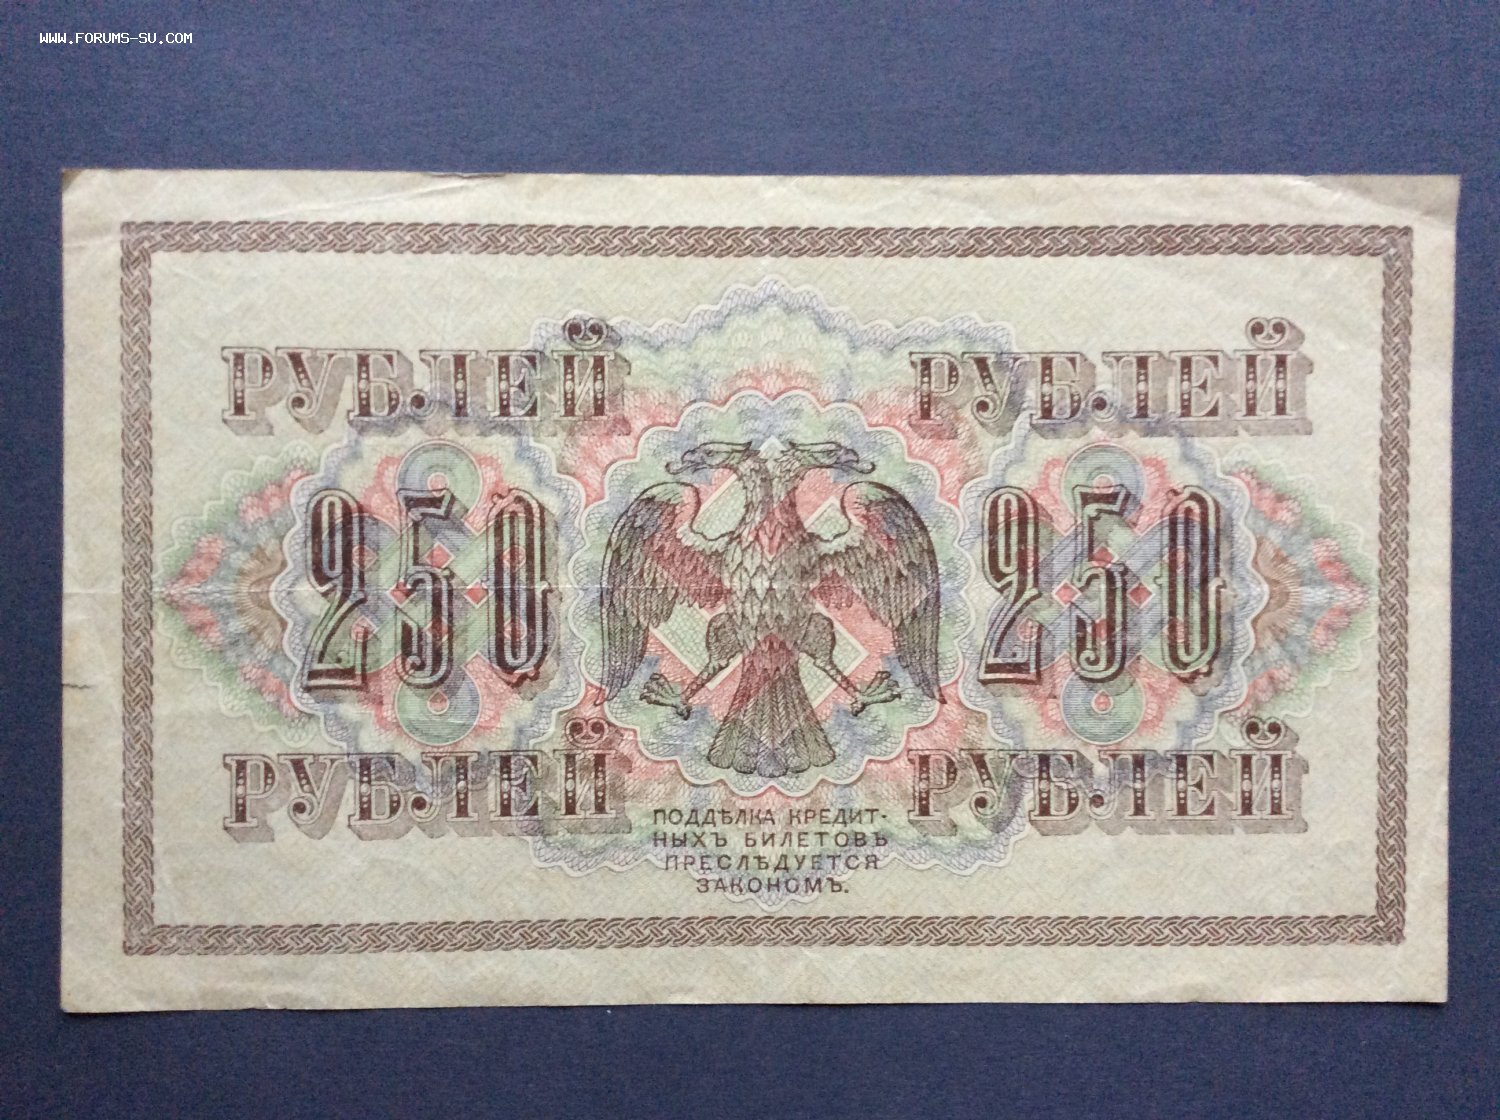 WWW.FORUMS-SU.COM
РУБЛЕЙ РУБЛЕЙ
250 250
РУБЛЕЙ РУБЛЕЙ
ПОДДѢЛКА КРЕДИТ-
НЫХЪ БИЛЕТОВЪ
ПРЕСЛѢДУЕТСЯ
ЗАКОНОМЪ.